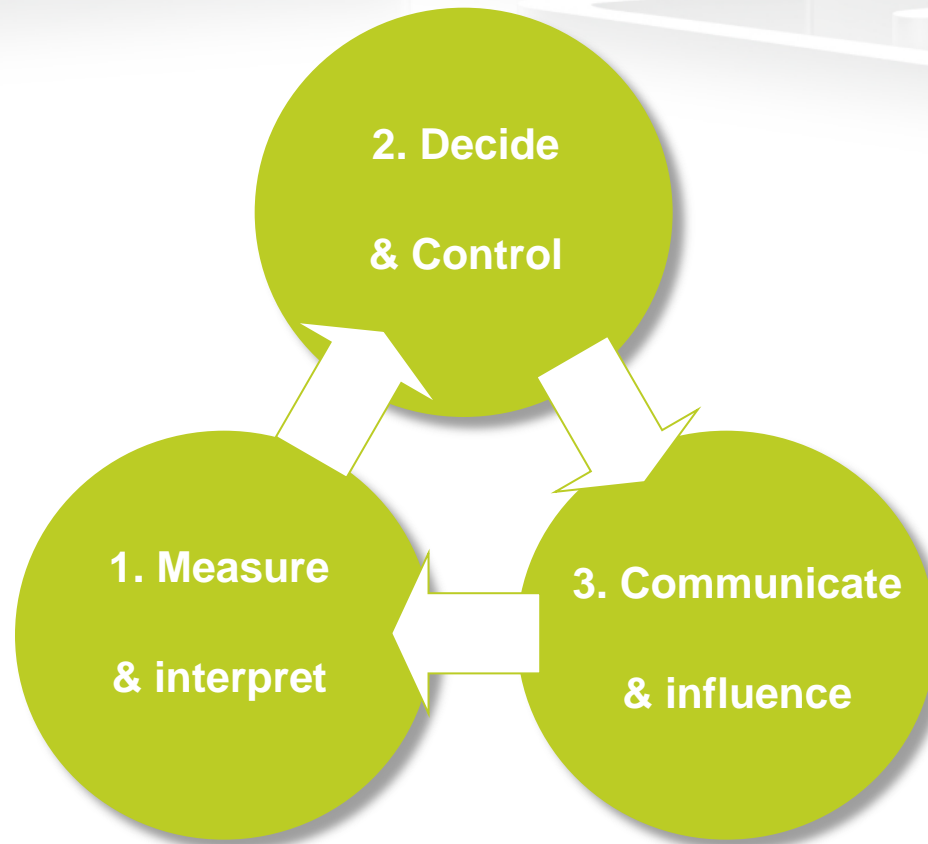 2. Decide
& Control
1. Measure
& interpret
3. Communicate
& influence